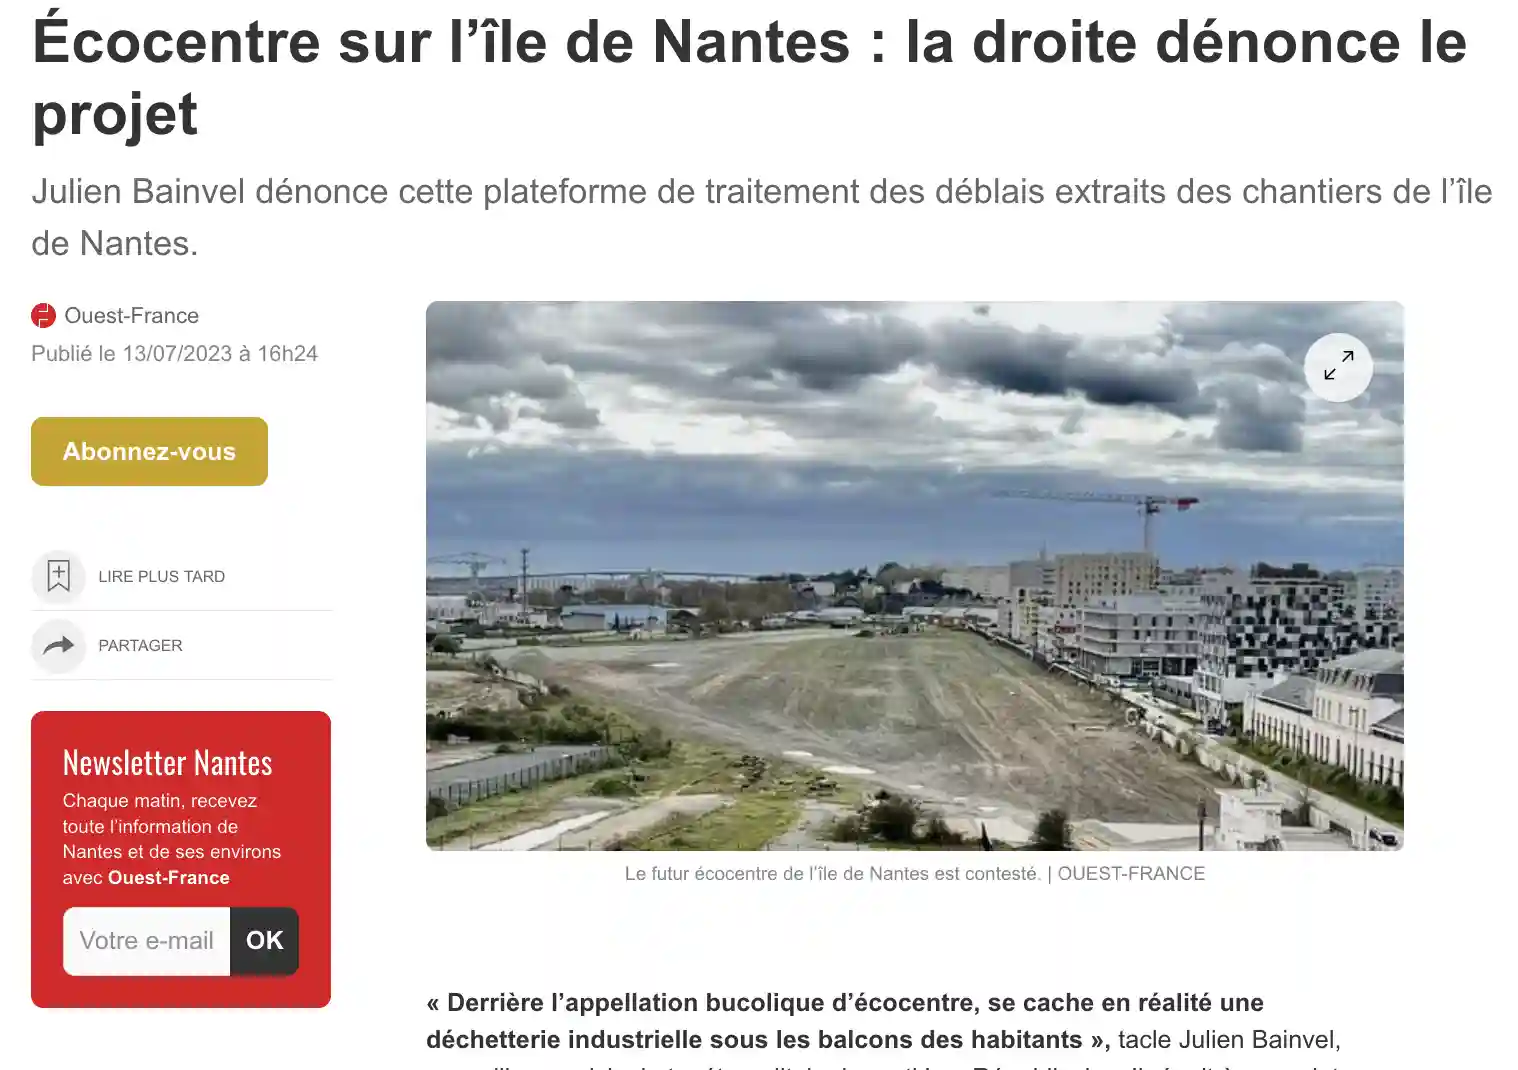 Écocentre sur l’île de Nantes : la droite dénonce le
projet
Julien Bainvel dénonce cette plateforme de traitement des déblais extraits des chantiers de l’île
de Nantes.
Ouest-France
Publié le 13/07/2023 à 16h24
Abonnez-vous
LIRE PLUS TARD
PARTAGER
Newsletter Nantes
Chaque matin, recevez
toute l’information de
Nantes et de ses environs
avec Ouest-France
Votre e-mail OK
Le futur écocentre de l’île de Nantes est contesté. | OUEST-FRANCE
« Derrière l’appellation bucolique d’écocentre, se cache en réalité une
déchetterie industrielle sous les balcons des habitants », tacle Julien Bainvel,